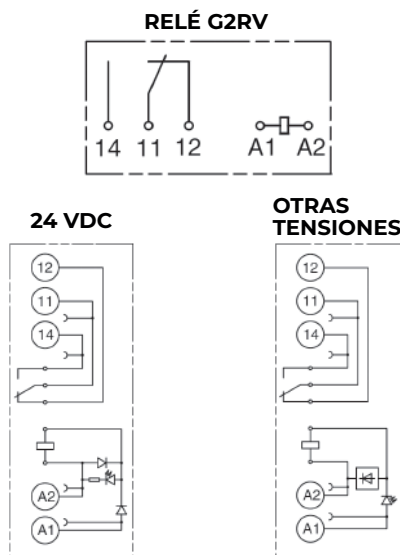 RELÉ G2RV
14 11 12 A1 A2
24 VDC
12
11
14
A2
A1
OTRAS
TENSIONES
12
11
14
A2
A1